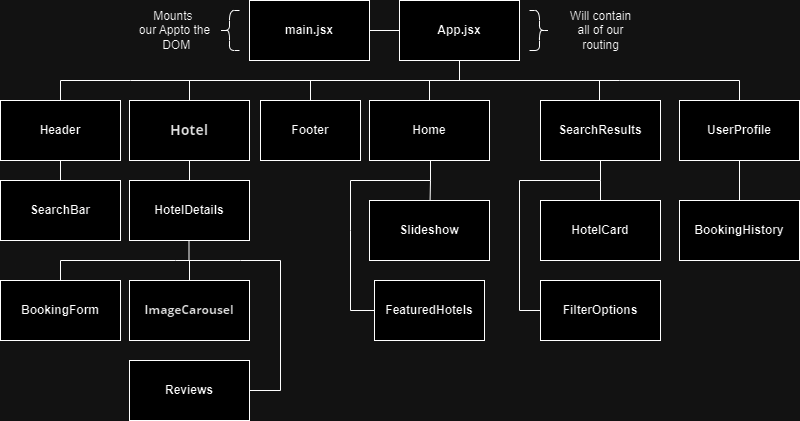 Mounts
our Appto the
DOM
main.jsx
App.jsx
Will contain
all of our
routing
Header
Hotel
Footer
Home
SearchResults
UserProfile
SearchBar
HotelDetails
Slideshow
HotelCard
BookingHistory
BookingForm
ImageCarousel
FeaturedHotels
FilterOptions
Reviews